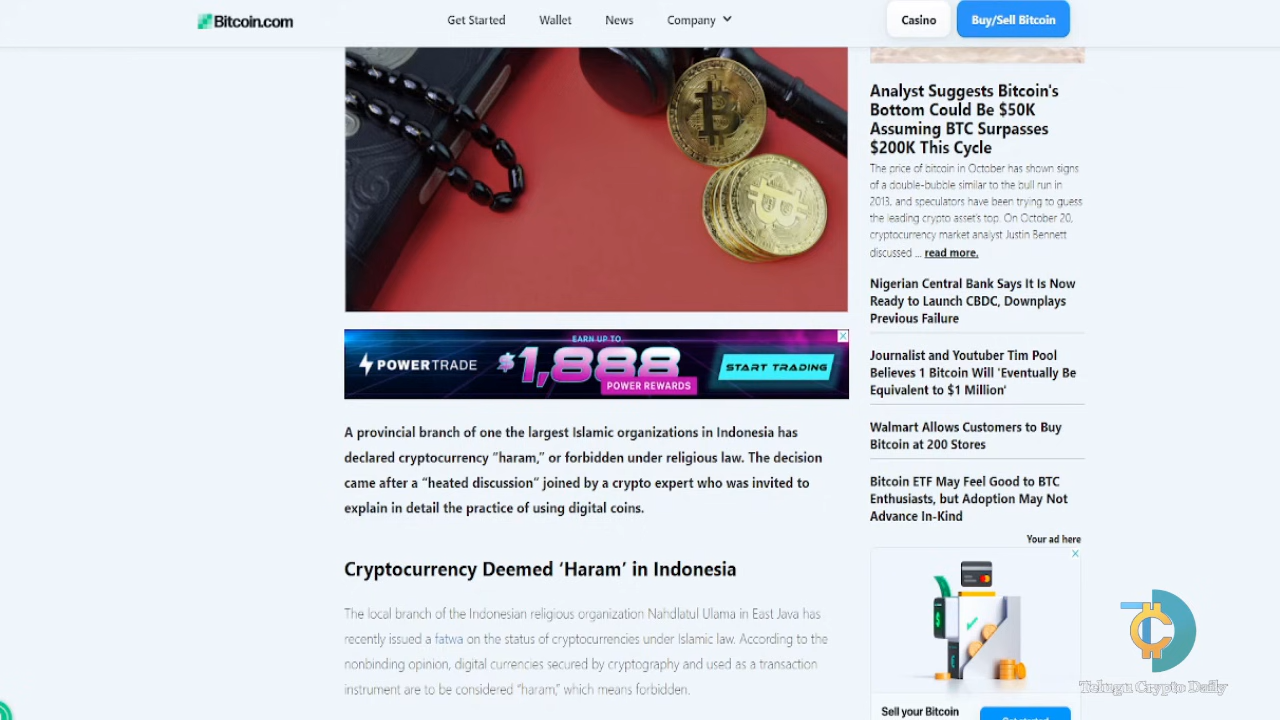 Bitcoin.com
Get Started
Wallet
News
Company
Casino
Buy/Sell Bitcoin
EARN UP TO
POWERTRADE
$1,888
POWER REWARDS
START TRADING
A provincial branch of one the largest Islamic organizations in Indonesia has
declared cryptocurrency “haram,” or forbidden under religious law. The decision
came after a “heated discussion” joined by a crypto expert who was invited to
explain in detail the practice of using digital coins.
Cryptocurrency Deemed ‘Haram’ in Indonesia
The local branch of the Indonesian religious organization Nahdlatul Ulama in East Java has
recently issued a fatwa on the status of cryptocurrencies under Islamic law. According to the
nonbinding opinion, digital currencies secured by cryptography and used as a transaction
instrument are to be considered “haram,” which means forbidden.
Analyst Suggests Bitcoin's
Bottom Could Be $50K
Assuming BTC Surpasses
$200K This Cycle
The price of bitcoin in October has shown signs
of a double-bubble similar to the bull run in
2013, and speculators have been trying to guess
the leading crypto asset's top. On October 20,
cryptocurrency market analyst Justin Bennett
discussed ... read more.
Nigerian Central Bank Says It Is Now
Ready to Launch CBDC, Downplays
Previous Failure
Journalist and Youtuber Tim Pool
Believes 1 Bitcoin Will 'Eventually Be
Equivalent to $1 Million'
Walmart Allows Customers to Buy
Bitcoin at 200 Stores
Bitcoin ETF May Feel Good to BTC
Enthusiasts, but Adoption May Not
Advance In-Kind
Your ad here
Sell your Bitcoin
Telugu Crypto Daily